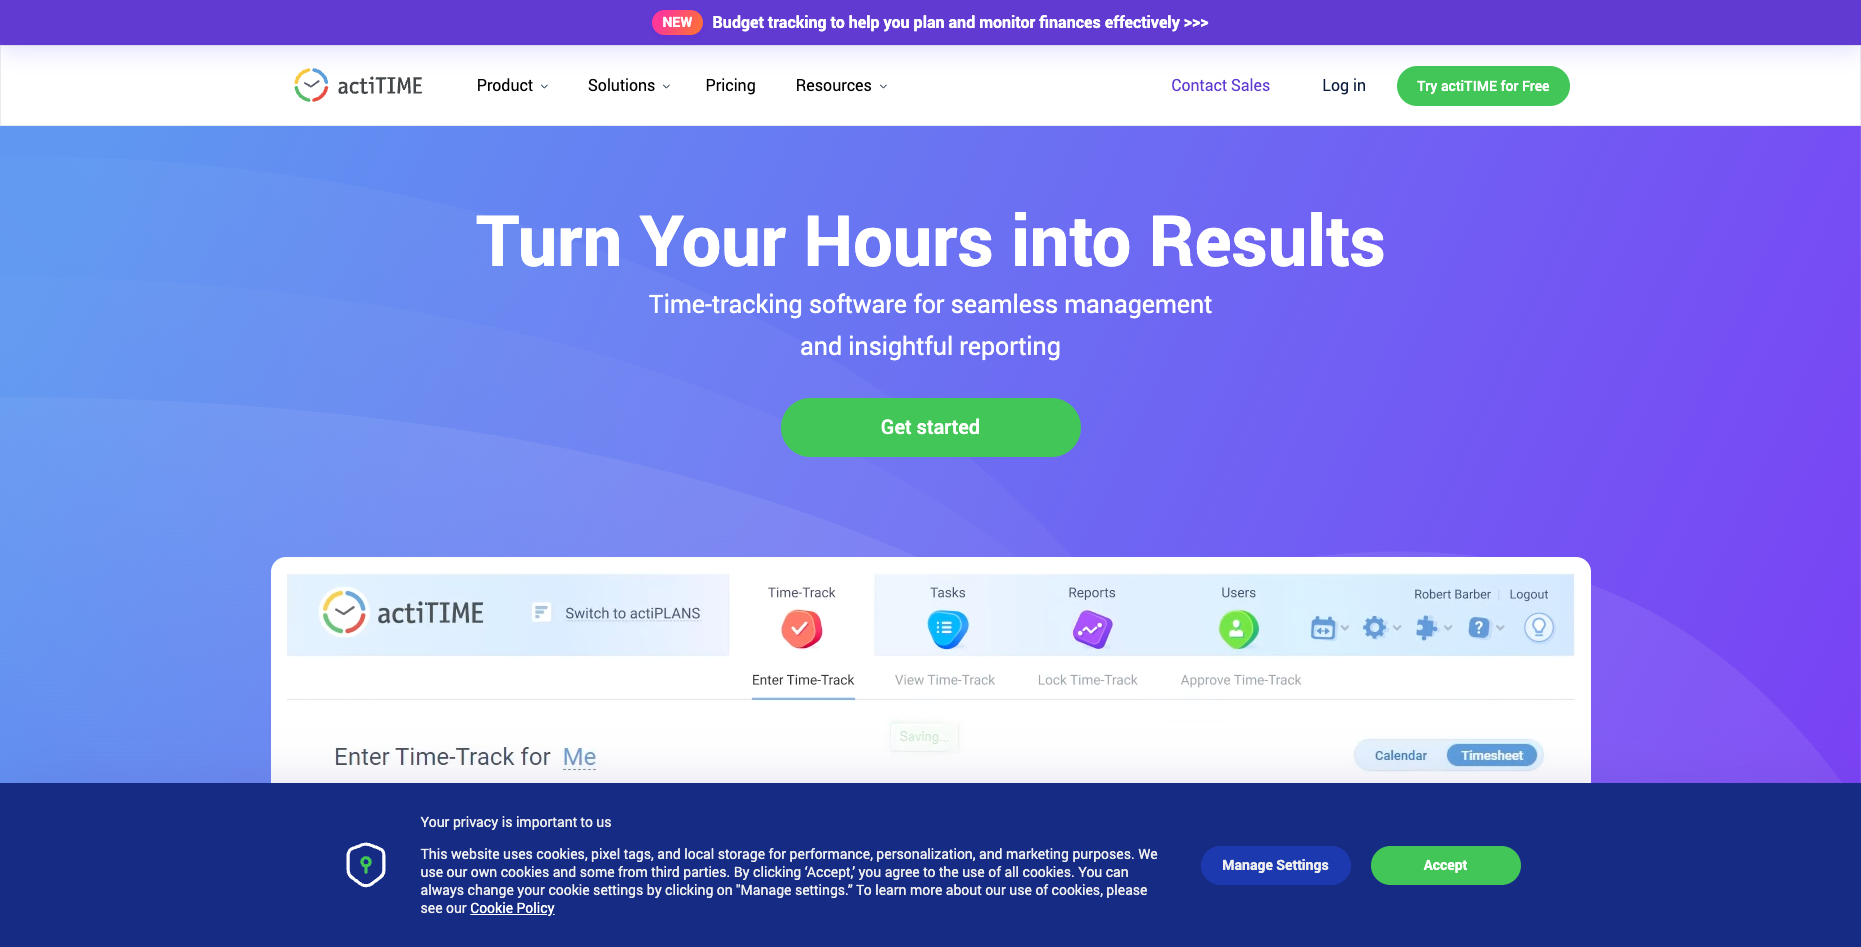 NEW Budget tracking to help you plan and monitor finances effectively >>>
actiTIME Product Solutions Pricing Resources Contact Sales Log in Try actiTIME for Free
Turn Your Hours into Results
Time-tracking software for seamless management
and insightful reporting
Get started
actiTIME Switch to actiPLANS Time-Track Tasks Reports Users Robert Barber Logout
Enter Time-Track View Time-Track Lock Time-Track Approve Time-Track
Saving...
Enter Time-Track for Me Calendar Timesheet
Your privacy is important to us
This website uses cookies, pixel tags, and local storage for performance, personalization, and marketing purposes. We
use our own cookies and some from third parties. By clicking ‘Accept,’ you agree to the use of all cookies. You can
always change your cookie settings by clicking on "Manage settings.” To learn more about our use of cookies, please
see our Cookie Policy
Manage Settings Accept